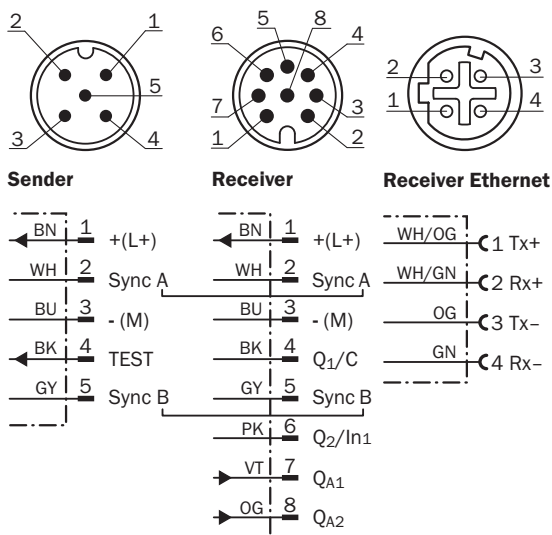 2 1 5 3 4
5 8 6 4 7 3 1 2
2 3 1 4
Sender
BN 1 +(L+)
WH 2 Sync A
BU 3 - (M)
BK 4 TEST
GY 5 Sync B
Receiver
BN 1 +(L+)
WH 2 Sync A
BU 3 - (M)
BK 4 Q1/C
GY 5 Sync B
PK 6 Q2/In1
VT 7 QA1
OG 8 QA2
Receiver Ethernet
WH/OG 1 Tx+
WH/GN 2 Rx+
OG 3 Tx–
GN 4 Rx–